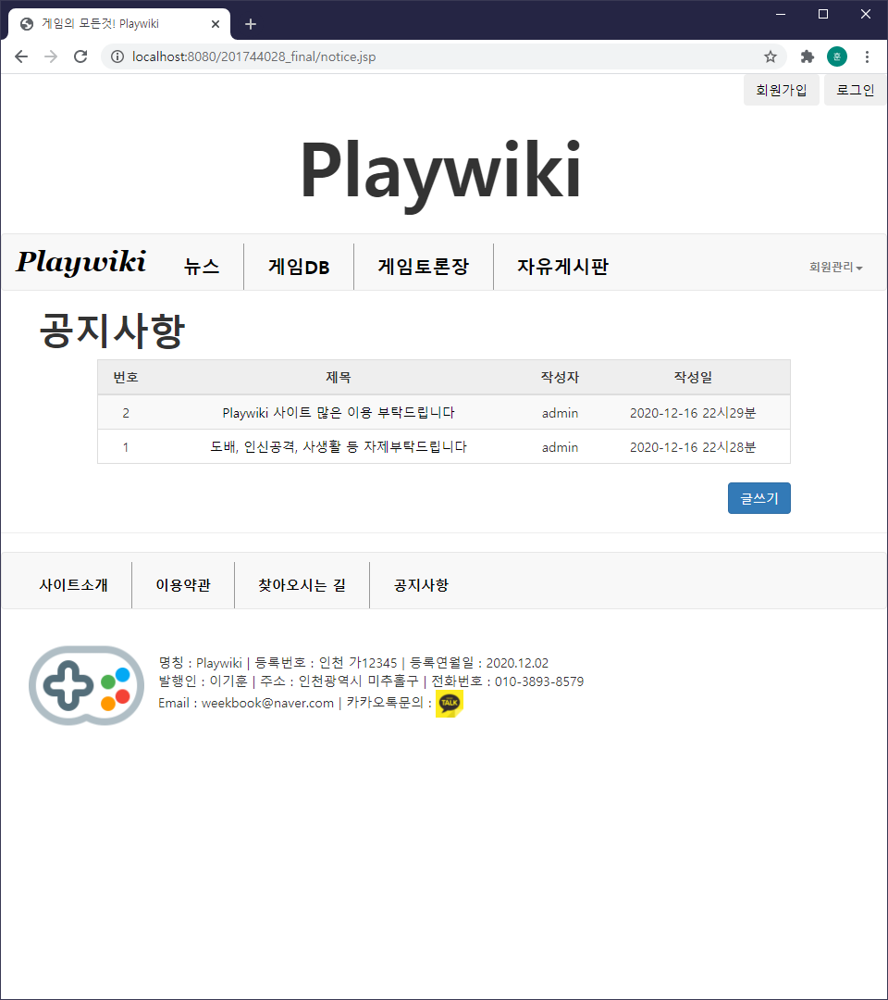 게임의 모든것! Playwiki
localhost:8080/201744028_final/notice.jsp
훈
회원가입 로그인
Playwiki
Playwiki 뉴스 게임DB 게임토론장 자유게시판 회원관리
공지사항
번호 제목 작성자 작성일
2 Playwiki 사이트 많은 이용 부탁드립니다 admin 2020-12-16 22시29분
1 도배, 인신공격, 사생활 등 자제부탁드립니다 admin 2020-12-16 22시28분
글쓰기
사이트소개 이용약관 찾아오시는 길 공지사항
명칭 : Playwiki | 등록번호 : 인천 가12345 | 등록연월일 : 2020.12.02
발행인 : 이기훈 | 주소 : 인천광역시 미추홀구 | 전화번호 : 010-3893-8579
Email : weekbook@naver.com | 카카오톡문의 : TALK